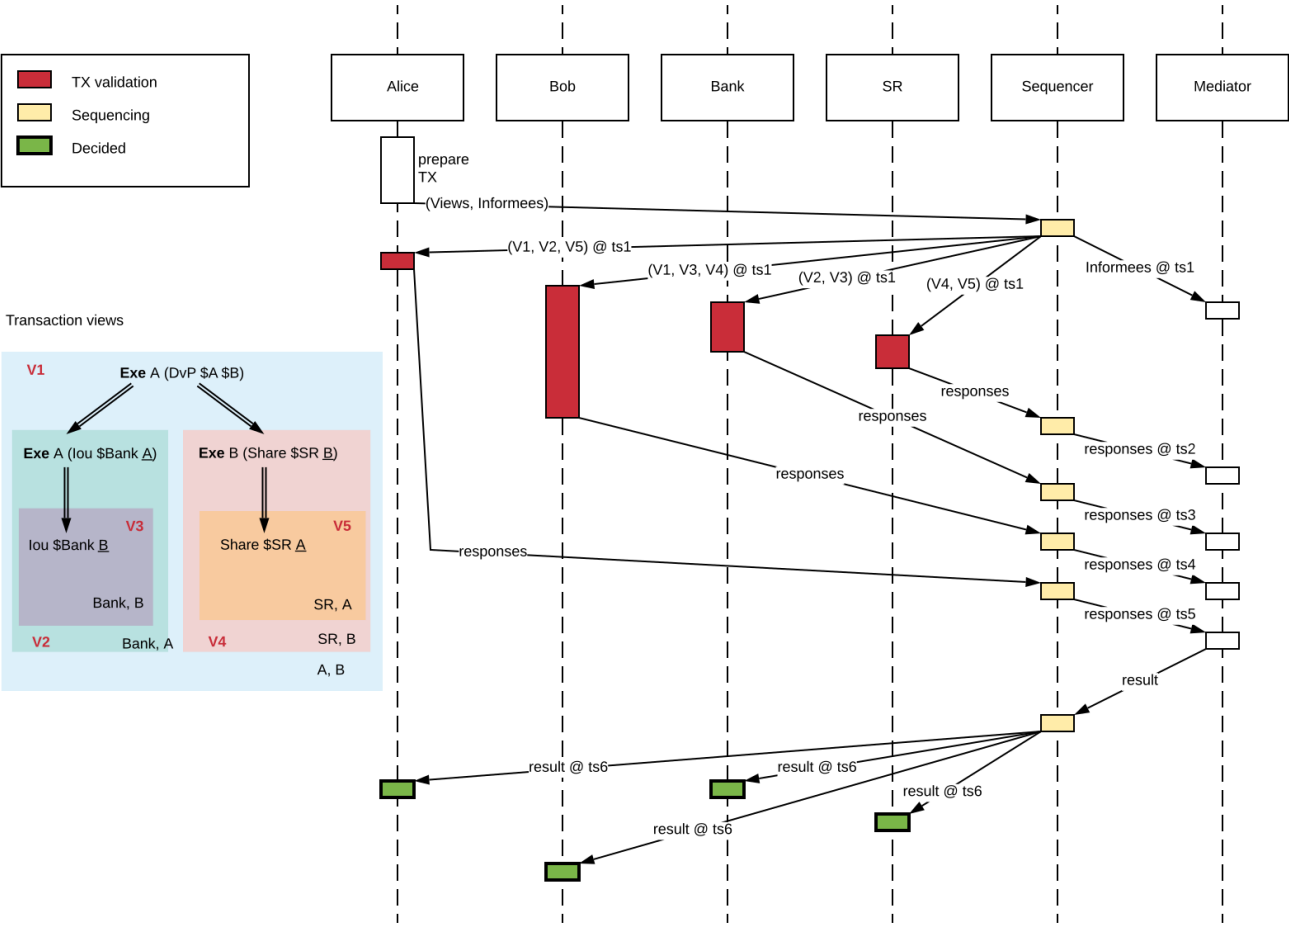 Alice
Bob
Bank
SR
Sequencer
Mediator
TX validation
Sequencing
Decided
prepare
TX
(Views, Informees)
(V1, V2, V5) @ ts1
(V1, V3, V4) @ ts1
(V2, V3) @ ts1
(V4, V5) @ ts1
Informees @ ts1
Transaction views
V1
Exe A (DvP $A $B)
Exe A (Iou $Bank A)
Exe B (Share $SR B)
V3
V5
Iou $Bank B
Share $SR A
Bank, B
SR, A
V2
Bank, A
V4
SR, B
A, B
responses
responses @ ts2
responses
responses @ ts3
responses
responses @ ts4
responses
responses @ ts5
result
result @ ts6
result @ ts6
result @ ts6
result @ ts6